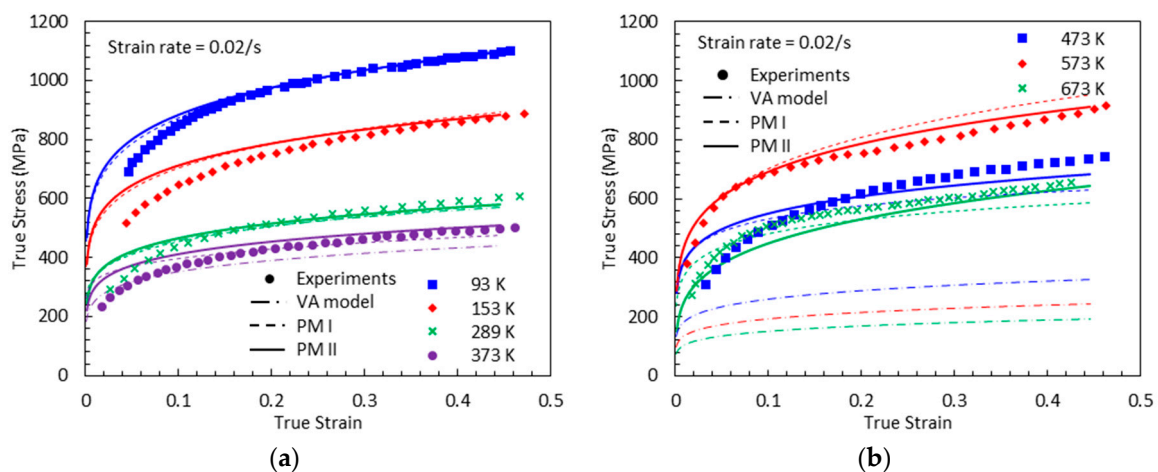 1200
1000
800
600
400
200
0
True Stress (MPa)
Strain rate = 0.02/s
Experiments
VA model
PM I
PM II
93 K
153 K
289 K
373 K
0 0.1 0.2 0.3 0.4 0.5
True Strain
(a)
1200
1000
800
600
400
200
0
True Stress (MPa)
Strain rate = 0.02/s
Experiments
VA model
PM I
PM II
473 K
573 K
673 K
0 0.1 0.2 0.3 0.4 0.5
True Strain
(b)